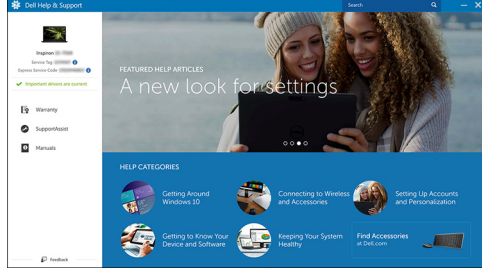 Dell Help & Support
Search
Inspiron
Service Tag
Express Service Code
Important drivers are current
Warranty
SupportAssist
Manuals
Feedback
FEATURED HELP ARTICLES
A new look for settings
HELP CATEGORIES
Getting Around
Windows 10
Connecting to Wireless
and Accessories
Setting Up Accounts
and Personalization
Getting to Know Your
Device and Software
Keeping Your System
Healthy
Find Accessories
at Dell.com